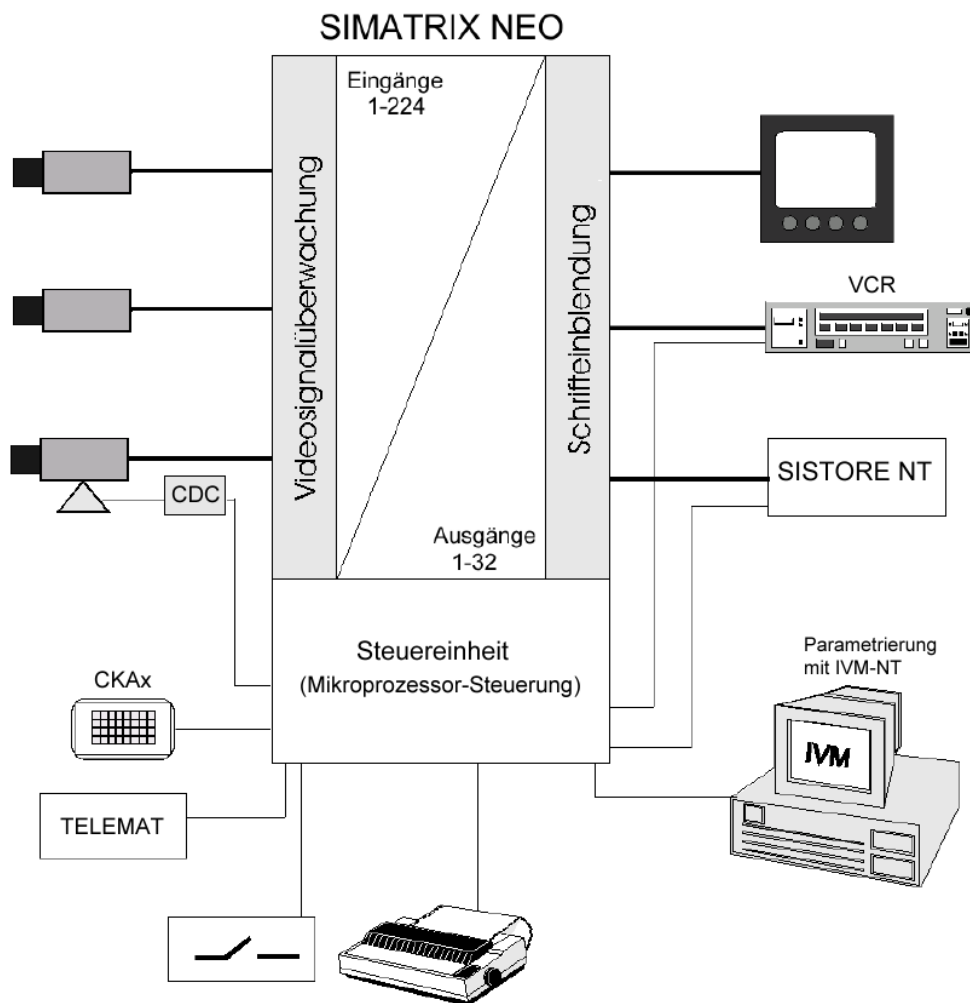 SIMATRIX NEO
Eingänge
1-224
Videosignalüberwachung
Schrifteinblendung
VCR
SISTORE NT
CDC
Ausgänge
1-32
Steuereinheit
(Mikroprozessor-Steuerung)
Parametrierung
mit IVM-NT
IVM
CKAx
TELEMAT